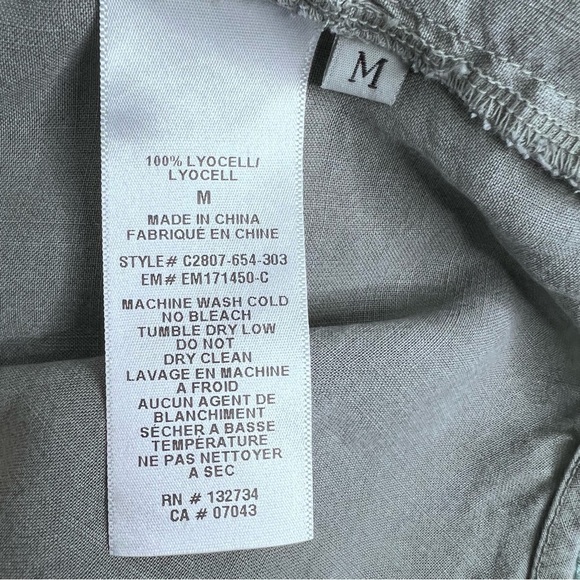 M
100% LYOCELL/
LYOCELL
M
MADE IN CHINA
FABRIQUÉ EN CHINE
STYLE# C2807-654-303
EM# EM171450-C
MACHINE WASH COLD
NO BLEACH
TUMBLE DRY LOW
DO NOT
DRY CLEAN
LAVAGE EN MACHINE
A FROID
AUCUN AGENT DE
BLANCHIMENT
SÉCHER A BASSE
TEMPÉRATURE
NE PAS NETTOYER
A SEC
RN # 132734
CA # 07043